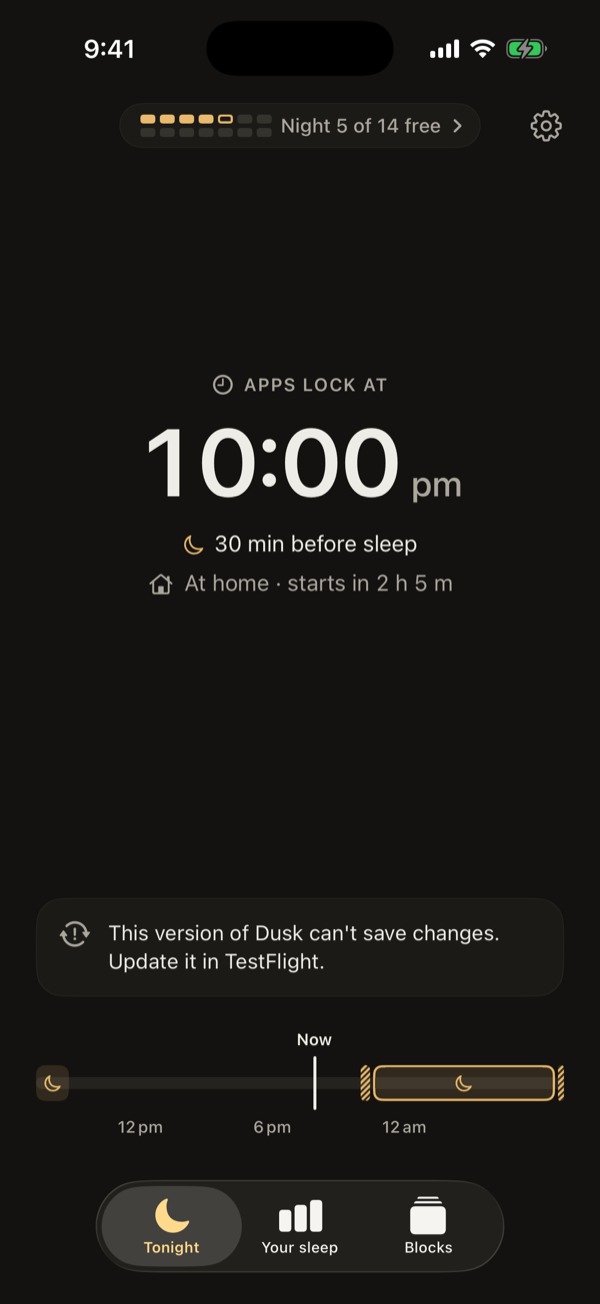 9:41
Night 5 of 14 free
APPS LOCK AT
10:00 pm
30 min before sleep
At home · starts in 2 h 5 m
This version of Dusk can't save changes.
Update it in TestFlight.
Now
12 pm
6 pm
12 am
Tonight
Your sleep
Blocks